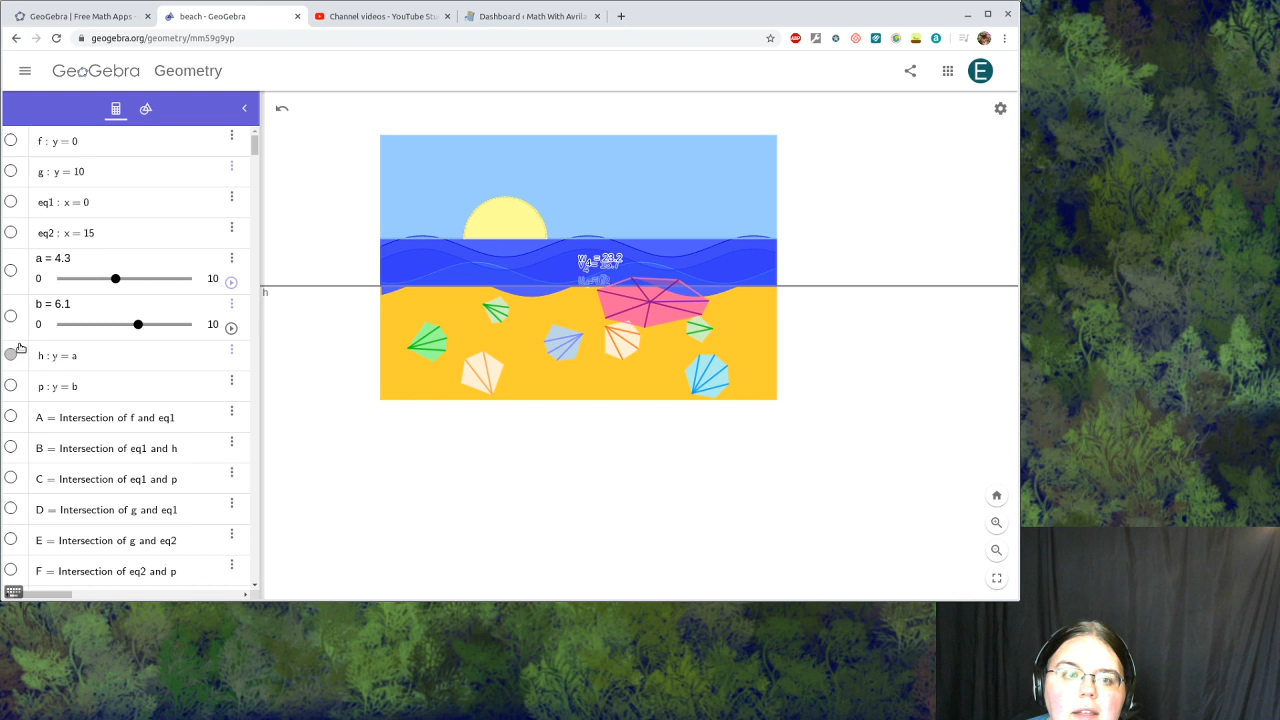 GeoGebra | Free Math Apps
beach - GeoGebra
Channel videos - YouTube Stu
Dashboard ‹ Math With Avrila
geogebra.org/geometry/mm59g9yp
GeoGebra
Geometry
E
f : y = 0
g : y = 10
eq1 : x = 0
eq2 : x = 15
a = 4.3
0
10
b = 6.1
0
10
h : y = a
p : y = b
A = Intersection of f and eq1
B = Intersection of eq1 and h
C = Intersection of eq1 and p
D = Intersection of g and eq1
E = Intersection of g and eq2
F = Intersection of eq2 and p
h